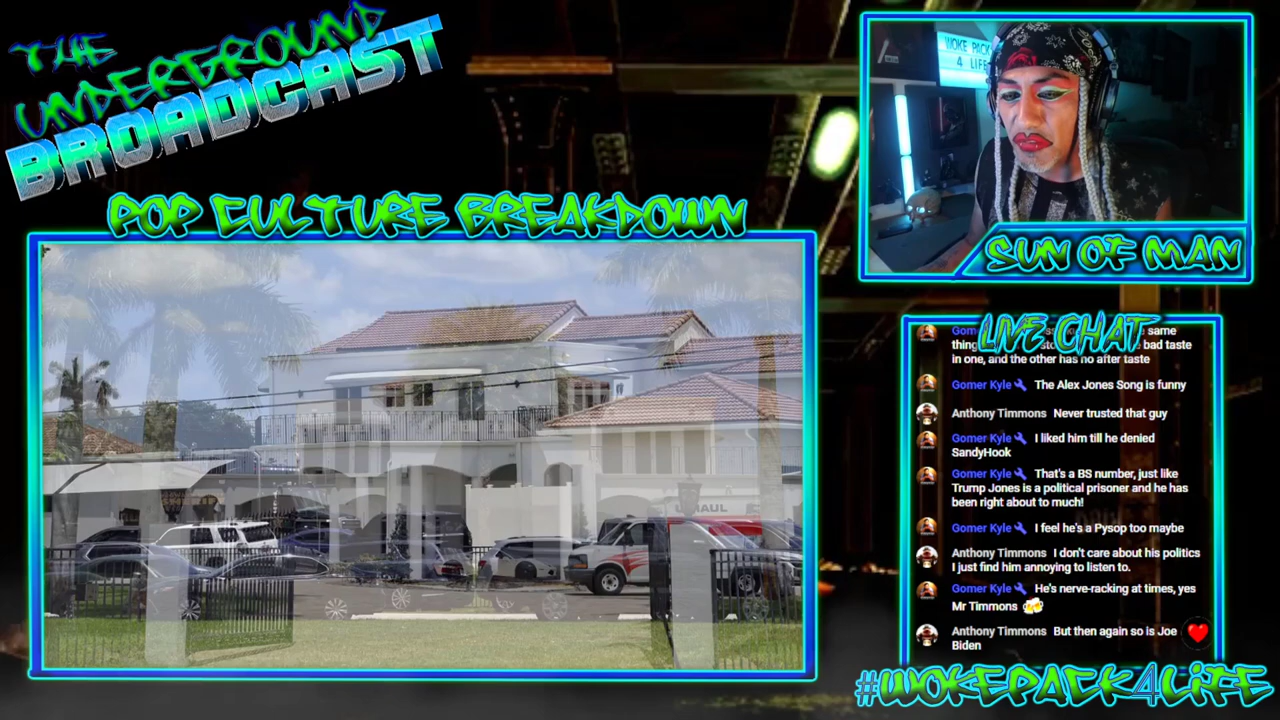 THE
UNDERGROUND
BROADCAST
POP CULTURE BREAKDOWN
UHAUL
WOKE PACK
4 LIFE
SUN OF MAN
LIVE CHAT
same
bad taste
in one, and the other has no after taste
Gomer Kyle The Alex Jones Song is funny
Anthony Timmons Never trusted that guy
Gomer Kyle I liked him till he denied
SandyHook
Gomer Kyle That's a BS number, just like
Trump Jones is a political prisoner and he has
been right about to much!
Gomer Kyle I feel he's a Pysop too maybe
Anthony Timmons I don't care about his politics
I just find him annoying to listen to.
Gomer Kyle He's nerve-racking at times, yes
Mr Timmons
Anthony Timmons But then again so is Joe
Biden
#WOKEPACK4LIFE